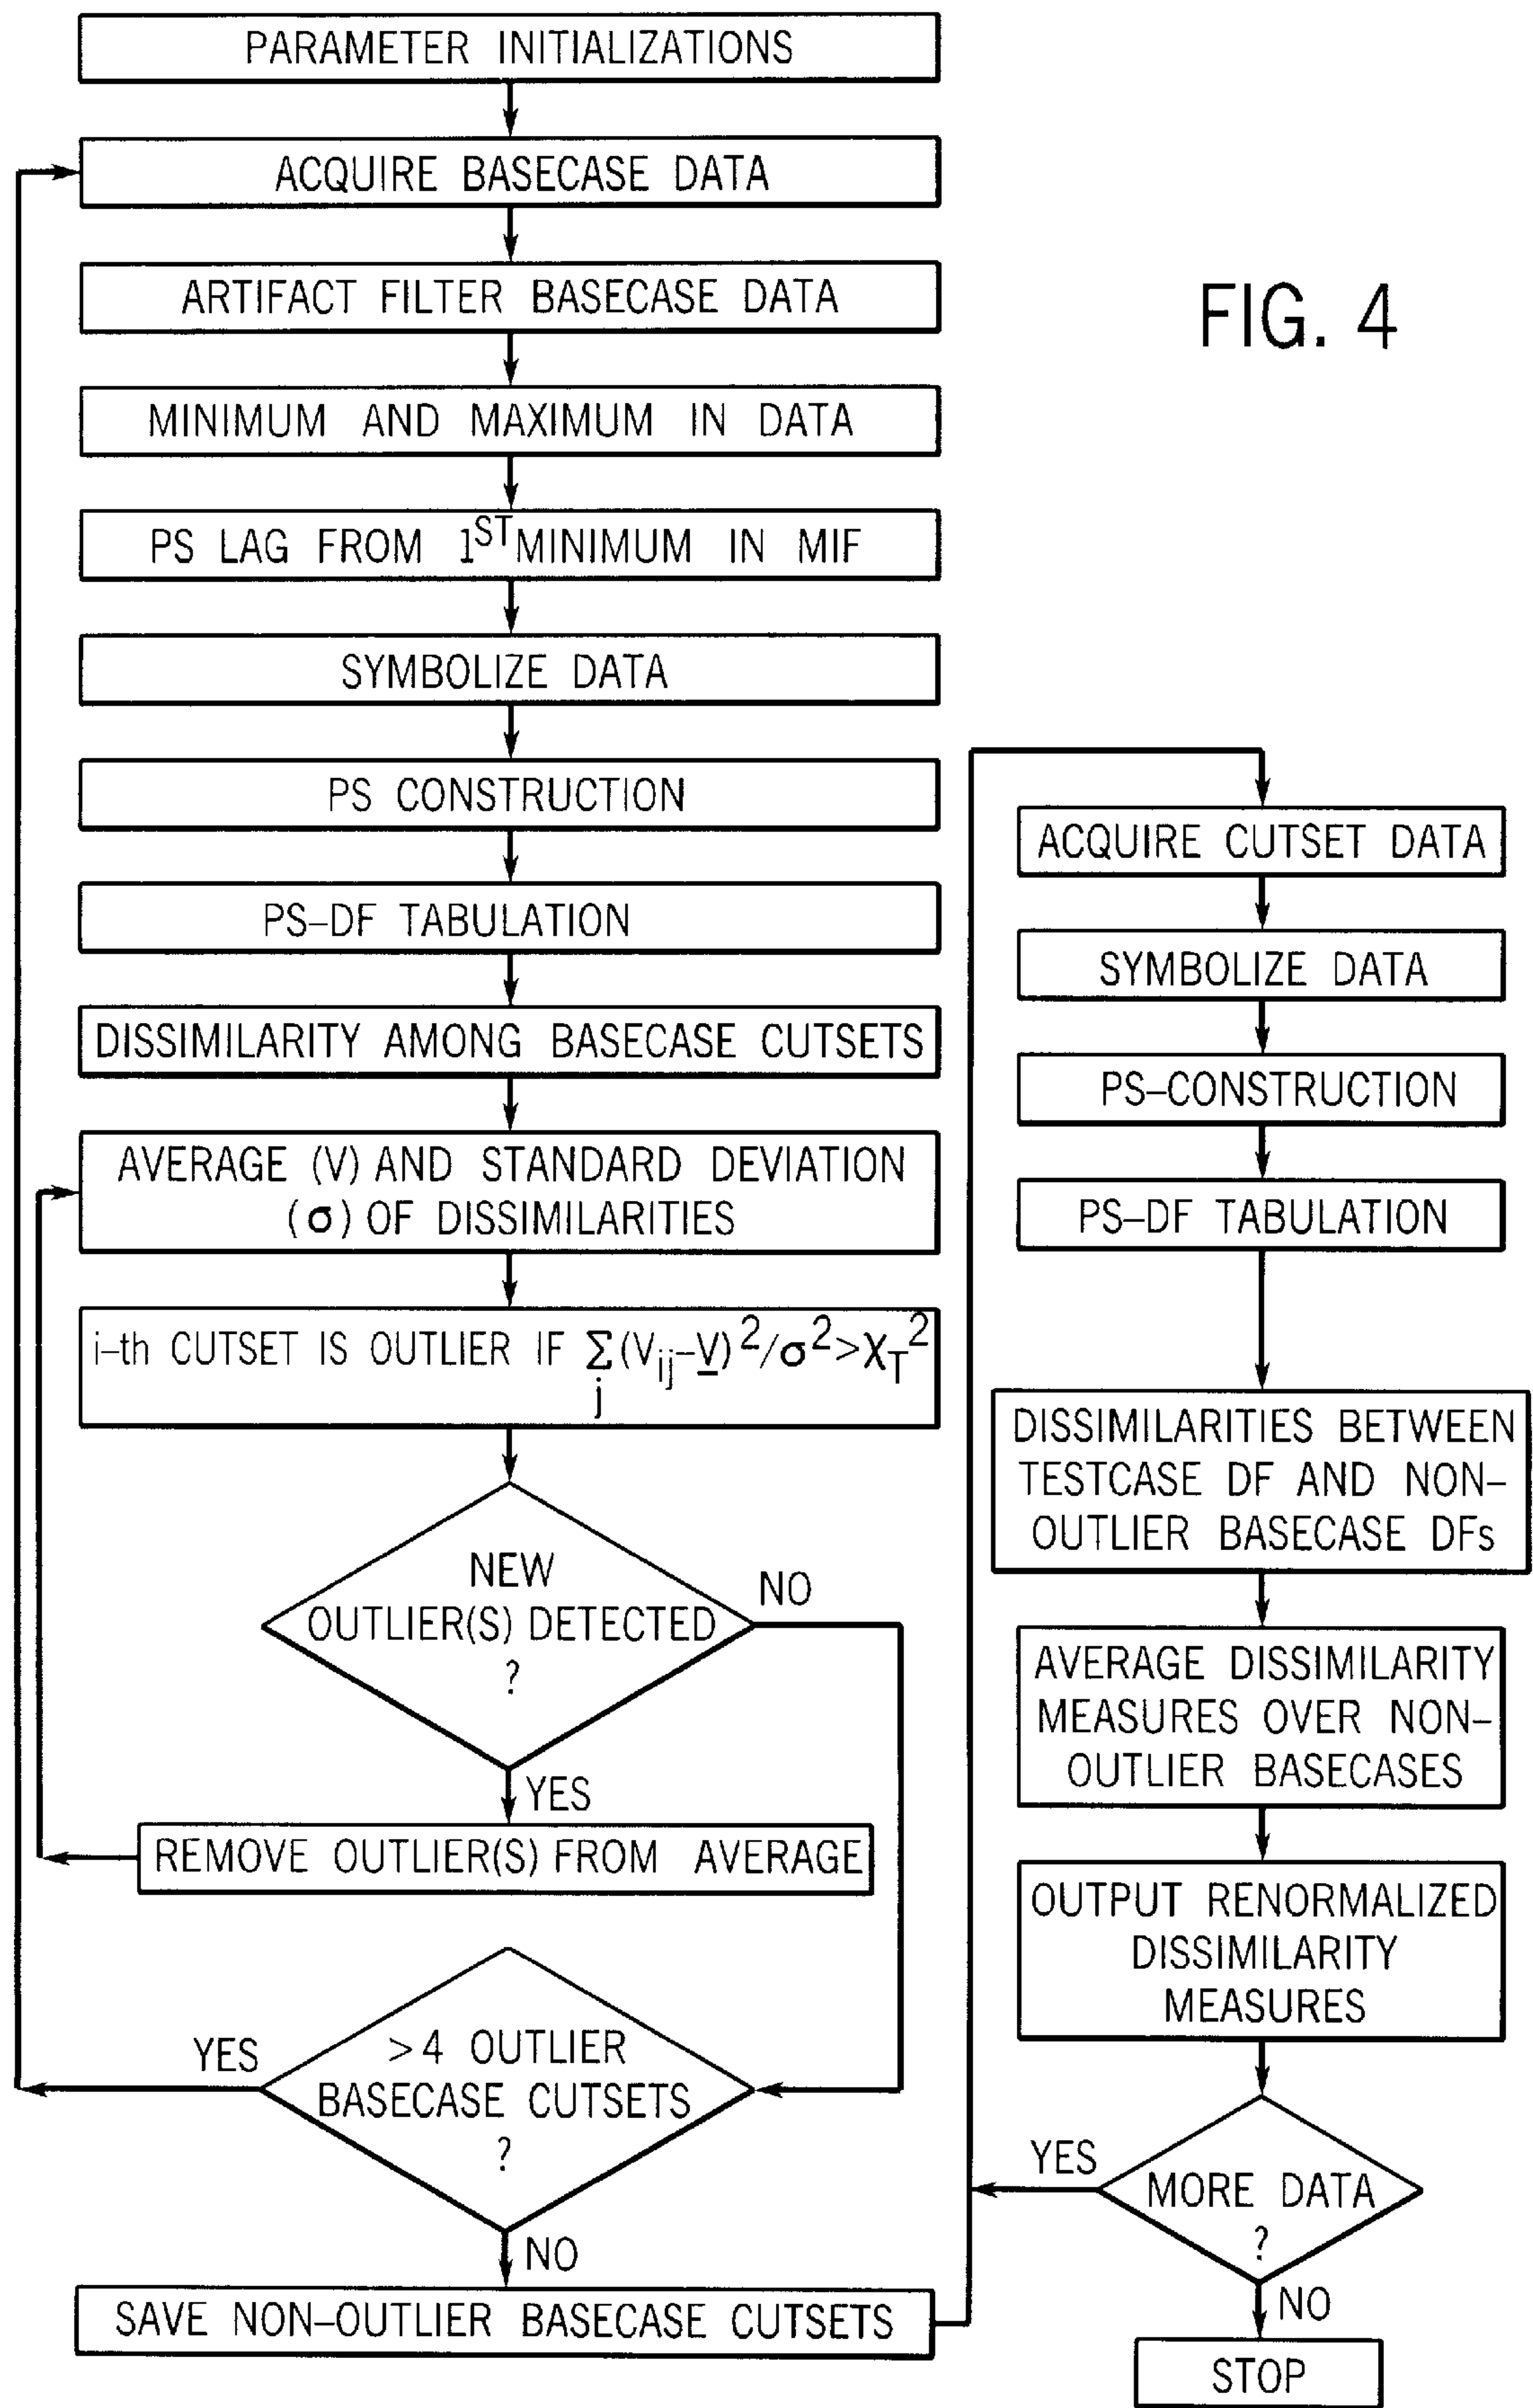 PARAMETER INITIALIZATIONS
ACQUIRE BASECASE DATA
ARTIFACT FILTER BASECASE DATA
FIG. 4
MINIMUM AND MAXIMUM IN DATA
PS LAG FROM 1ST MINIMUM IN MIF
SYMBOLIZE DATA
PS CONSTRUCTION
PS–DF TABULATION
DISSIMILARITY AMONG BASECASE CUTSETS
AVERAGE (V) AND STANDARD DEVIATION
(σ) OF DISSIMILARITIES
i–th CUTSET IS OUTLIER IF Σ_j (V_ij – V̲)²/σ² > χ_T²
NEW
OUTLIER(S) DETECTED
?
NO
YES
REMOVE OUTLIER(S) FROM AVERAGE
>4 OUTLIER
BASECASE CUTSETS
?
YES
NO
SAVE NON–OUTLIER BASECASE CUTSETS
ACQUIRE CUTSET DATA
SYMBOLIZE DATA
PS–CONSTRUCTION
PS–DF TABULATION
DISSIMILARITIES BETWEEN
TESTCASE DF AND NON–
OUTLIER BASECASE DFs
AVERAGE DISSIMILARITY
MEASURES OVER NON–
OUTLIER BASECASES
OUTPUT RENORMALIZED
DISSIMILARITY
MEASURES
YES
MORE DATA
?
NO
STOP